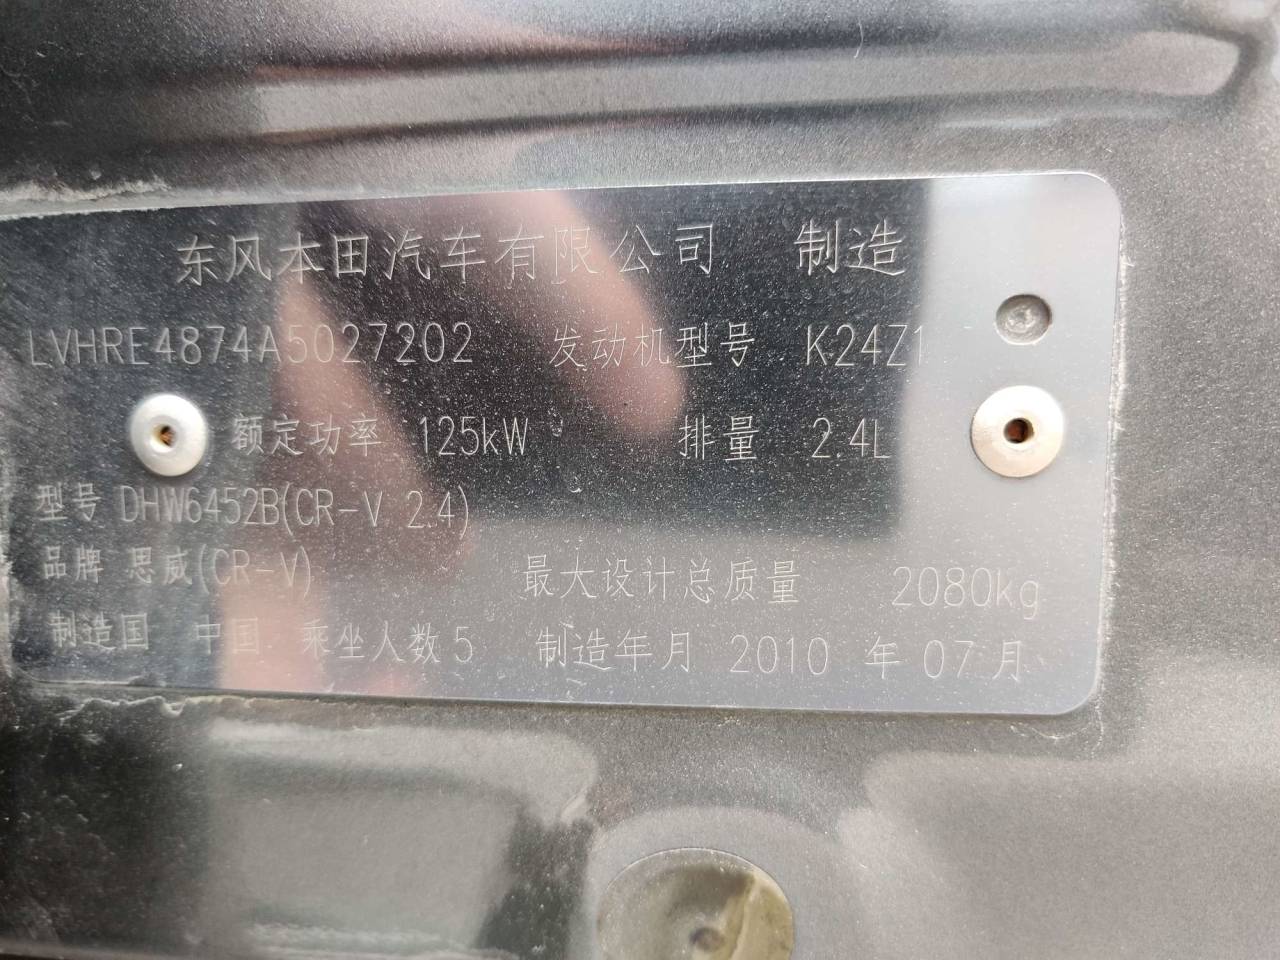 东风本田汽车有限公司 制造
LVHRE4874A5027202 发动机型号 K24Z1
额定功率 125kW 排量 2.4L
型号 DHW6452B(CR-V 2.4)
品牌 思威(CR-V) 最大设计总质量 2080kg
制造国 中国 乘坐人数 5 制造年月 2010 年 07 月